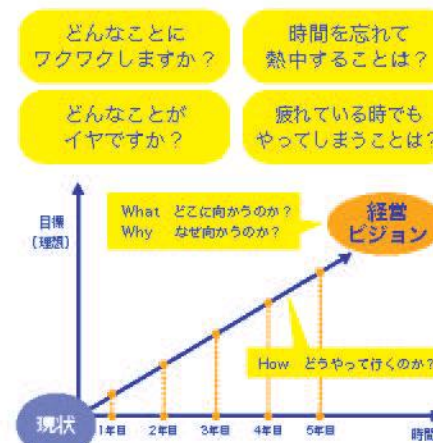 どんなことに
ワクワクしますか？
時間を忘れて
熱中することは？
どんなことが
イヤですか？
疲れている時でも
やってしまうことは？
目標
（理想）
What どこに向かうのか？
Why なぜ向かうのか？
経営
ビジョン
How どうやって行くのか？
現状
1年目
2年目
3年目
4年目
5年目
時間